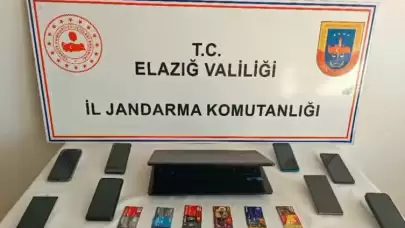 T.C.
ELAZIĞ VALİLİĞİ
İL JANDARMA KOMUTANLIĞI